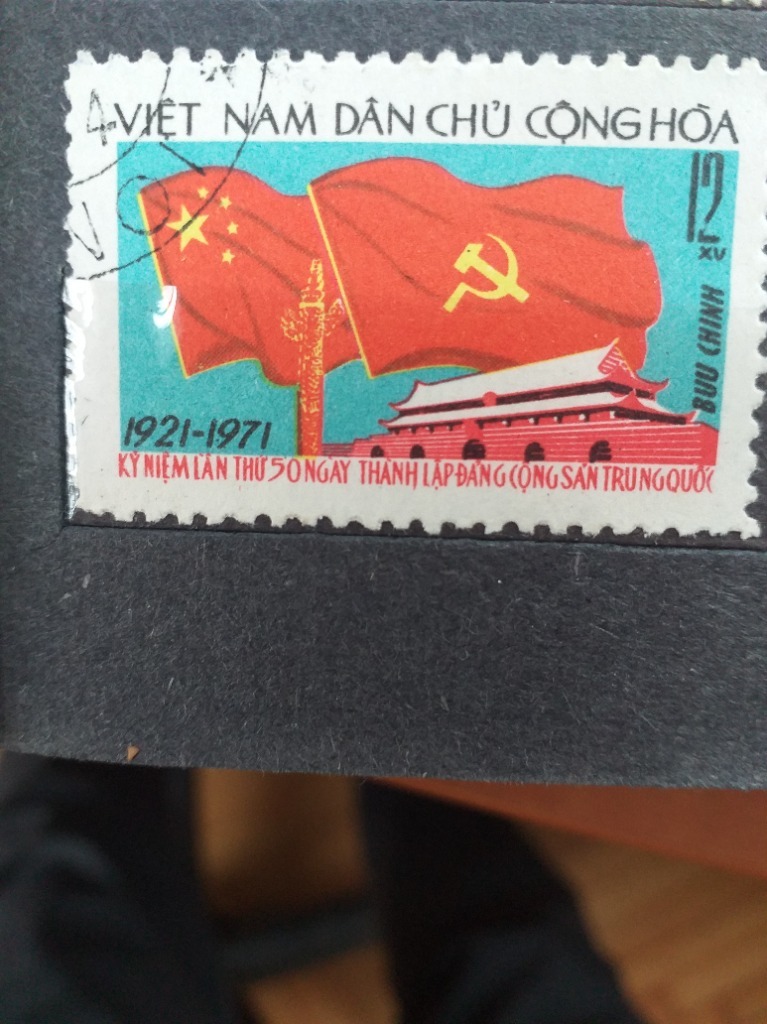 VIỆT NAM DÂN CHỦ CỘNG HÒA
12
XU
BƯU CHÍNH
1921-1971
KỶ NIỆM LẦN THỨ 50 NGÀY THÀNH LẬP ĐẢNG CỘNG SẢN TRUNG QUỐC